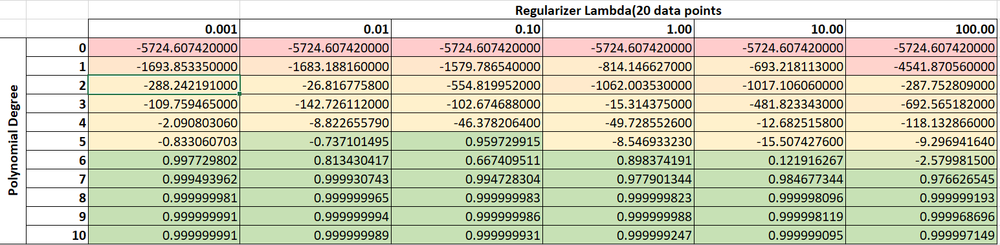 Regularizer Lambda(20 data points
0.001 0.01 0.10 1.00 10.00 100.00
Polynomial Degree
0 -5724.607420000 -5724.607420000 -5724.607420000 -5724.607420000 -5724.607420000 -5724.607420000
1 -1693.853350000 -1683.188160000 -1579.786540000 -814.146627000 -693.218113000 -4541.870560000
2 -288.242191000 -26.816775800 -554.819952000 -1062.003530000 -1017.106060000 -287.752809000
3 -109.759465000 -142.726112000 -102.674688000 -15.314375000 -481.823343000 -692.565182000
4 -2.090803060 -8.822655790 -46.378206400 -49.728552600 -12.682515800 -118.132866000
5 -0.833060703 -0.737101495 0.959729915 -8.546933230 -15.507427600 -9.296941640
6 0.997729802 0.813430417 0.667409511 0.898374191 0.121916267 -2.579981500
7 0.999493962 0.999930743 0.994728304 0.977901344 0.984677344 0.976626545
8 0.999999981 0.999999965 0.999999983 0.999999823 0.999998096 0.999999193
9 0.999999991 0.999999994 0.999999986 0.999999988 0.999998119 0.999968696
10 0.999999991 0.999999989 0.999999931 0.999999247 0.999999095 0.999997149